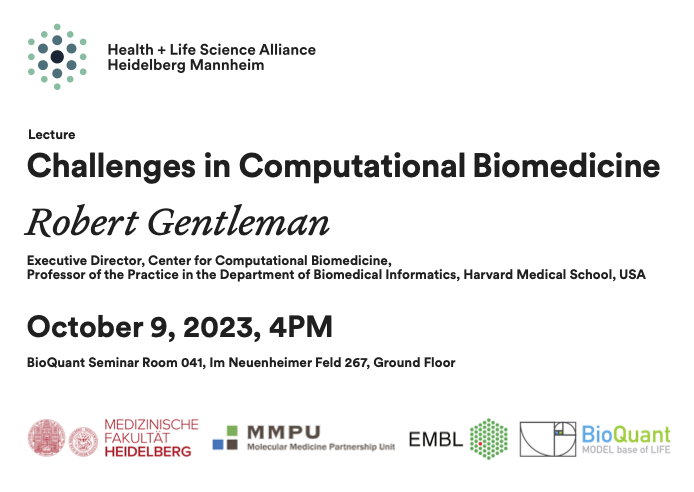 Health + Life Science Alliance
Heidelberg Mannheim
Lecture
Challenges in Computational Biomedicine
Robert Gentleman
Executive Director, Center for Computational Biomedicine,
Professor of the Practice in the Department of Biomedical Informatics, Harvard Medical School, USA
October 9, 2023, 4PM
BioQuant Seminar Room 041, Im Neuenheimer Feld 267, Ground Floor
MEDIZINISCHE
FAKULTÄT
HEIDELBERG
MMPU
Molecular Medicine Partnership Unit
EMBL
BioQuant
MODEL base of LIFE